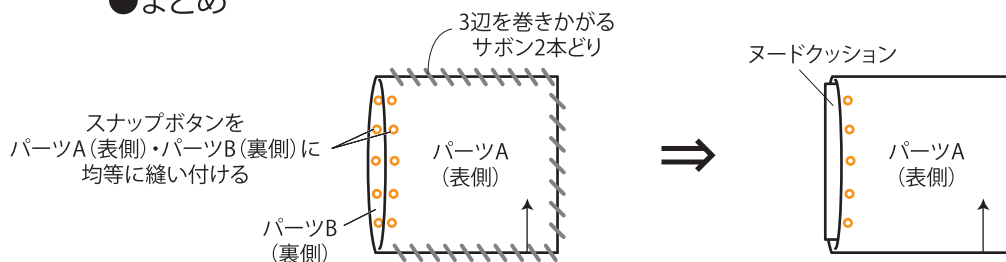 ●まとめ
3辺を巻きかがる
サボン2本どり
スナップボタンを
パーツA(表側)・パーツB(裏側)に
均等に縫い付ける
パーツA
(表側)
パーツB
(裏側)
⇒
ヌードクッション
パーツA
(表側)